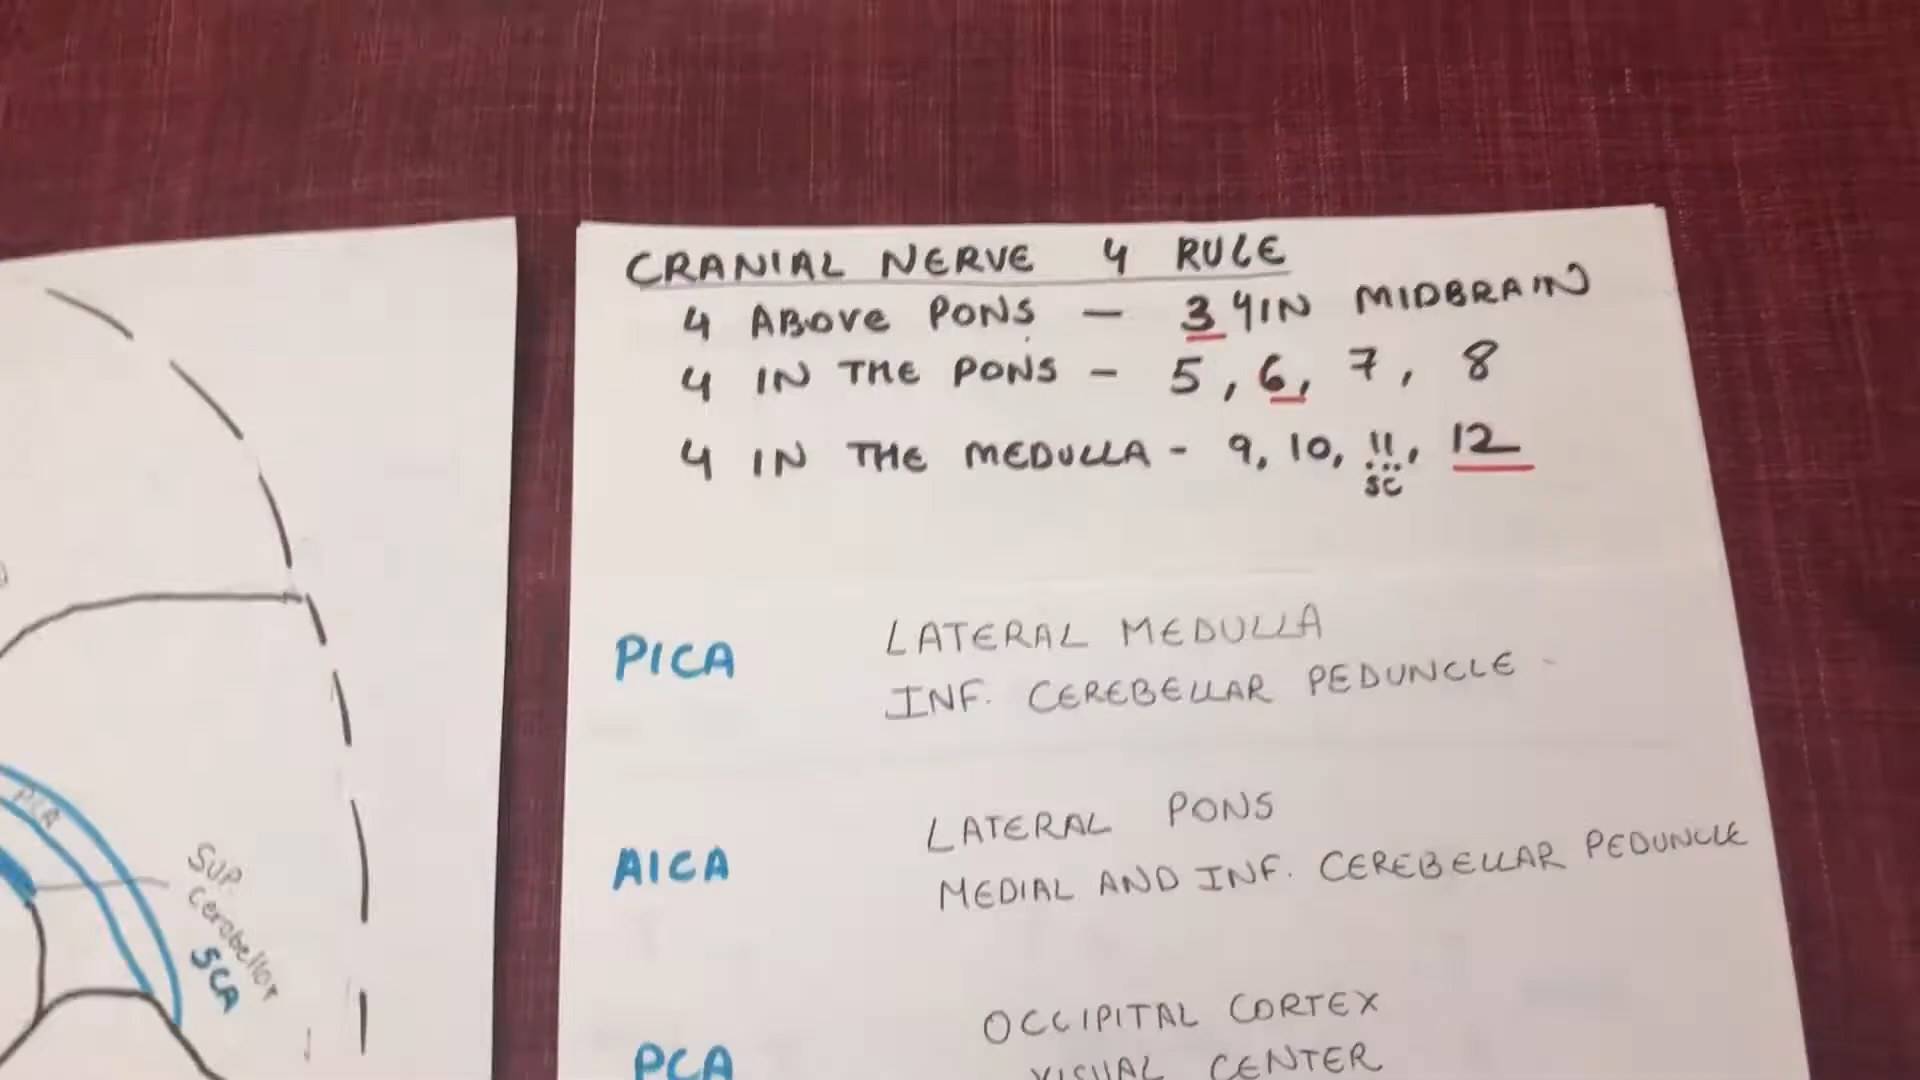 CRANIAL NERVE 4 RULE
4 ABOVE PONS – 3 4 IN MIDBRAIN
4 IN THE PONS – 5, 6, 7, 8
4 IN THE MEDULLA - 9, 10, 11, 12
SC
PICA LATERAL MEDULLA
INF. CEREBELLAR PEDUNCLE -
AICA LATERAL PONS
MEDIAL AND INF. CEREBELLAR PEDUNCLE
PCA OCCIPITAL CORTEX
VISUAL CENTER
SUP.
Cerebellar
SCA